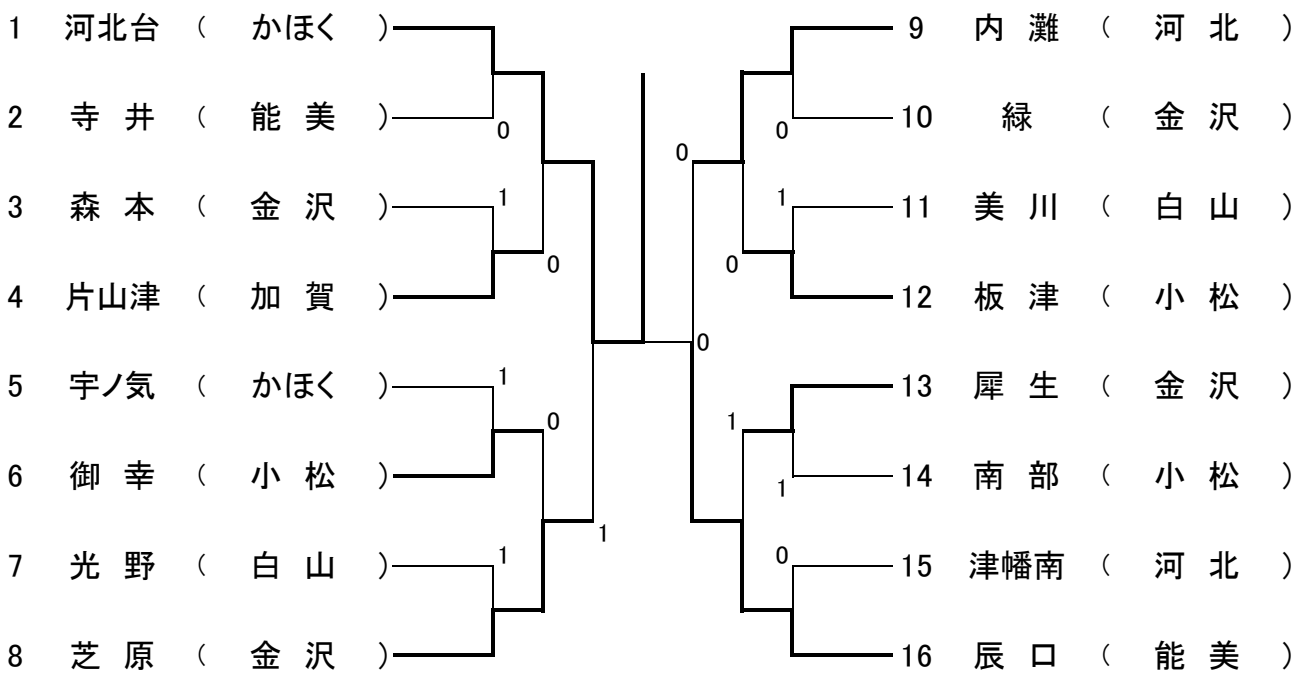 1 河北台 ( かほく ) 9 内 灘 ( 河 北 )
2 寺 井 ( 能 美 ) 0 0 0 10 緑 ( 金 沢 )
3 森 本 ( 金 沢 ) 1 1 11 美 川 ( 白 山 )
4 片山津 ( 加 賀 ) 0 0 12 板 津 ( 小 松 )
0
5 宇ノ気 ( かほく ) 1 13 犀 生 ( 金 沢 )
0 1
6 御 幸 ( 小 松 ) 1 14 南 部 ( 小 松 )
1
7 光 野 ( 白 山 ) 1 0 15 津幡南 ( 河 北 )
8 芝 原 ( 金 沢 ) 16 辰 口 ( 能 美 )